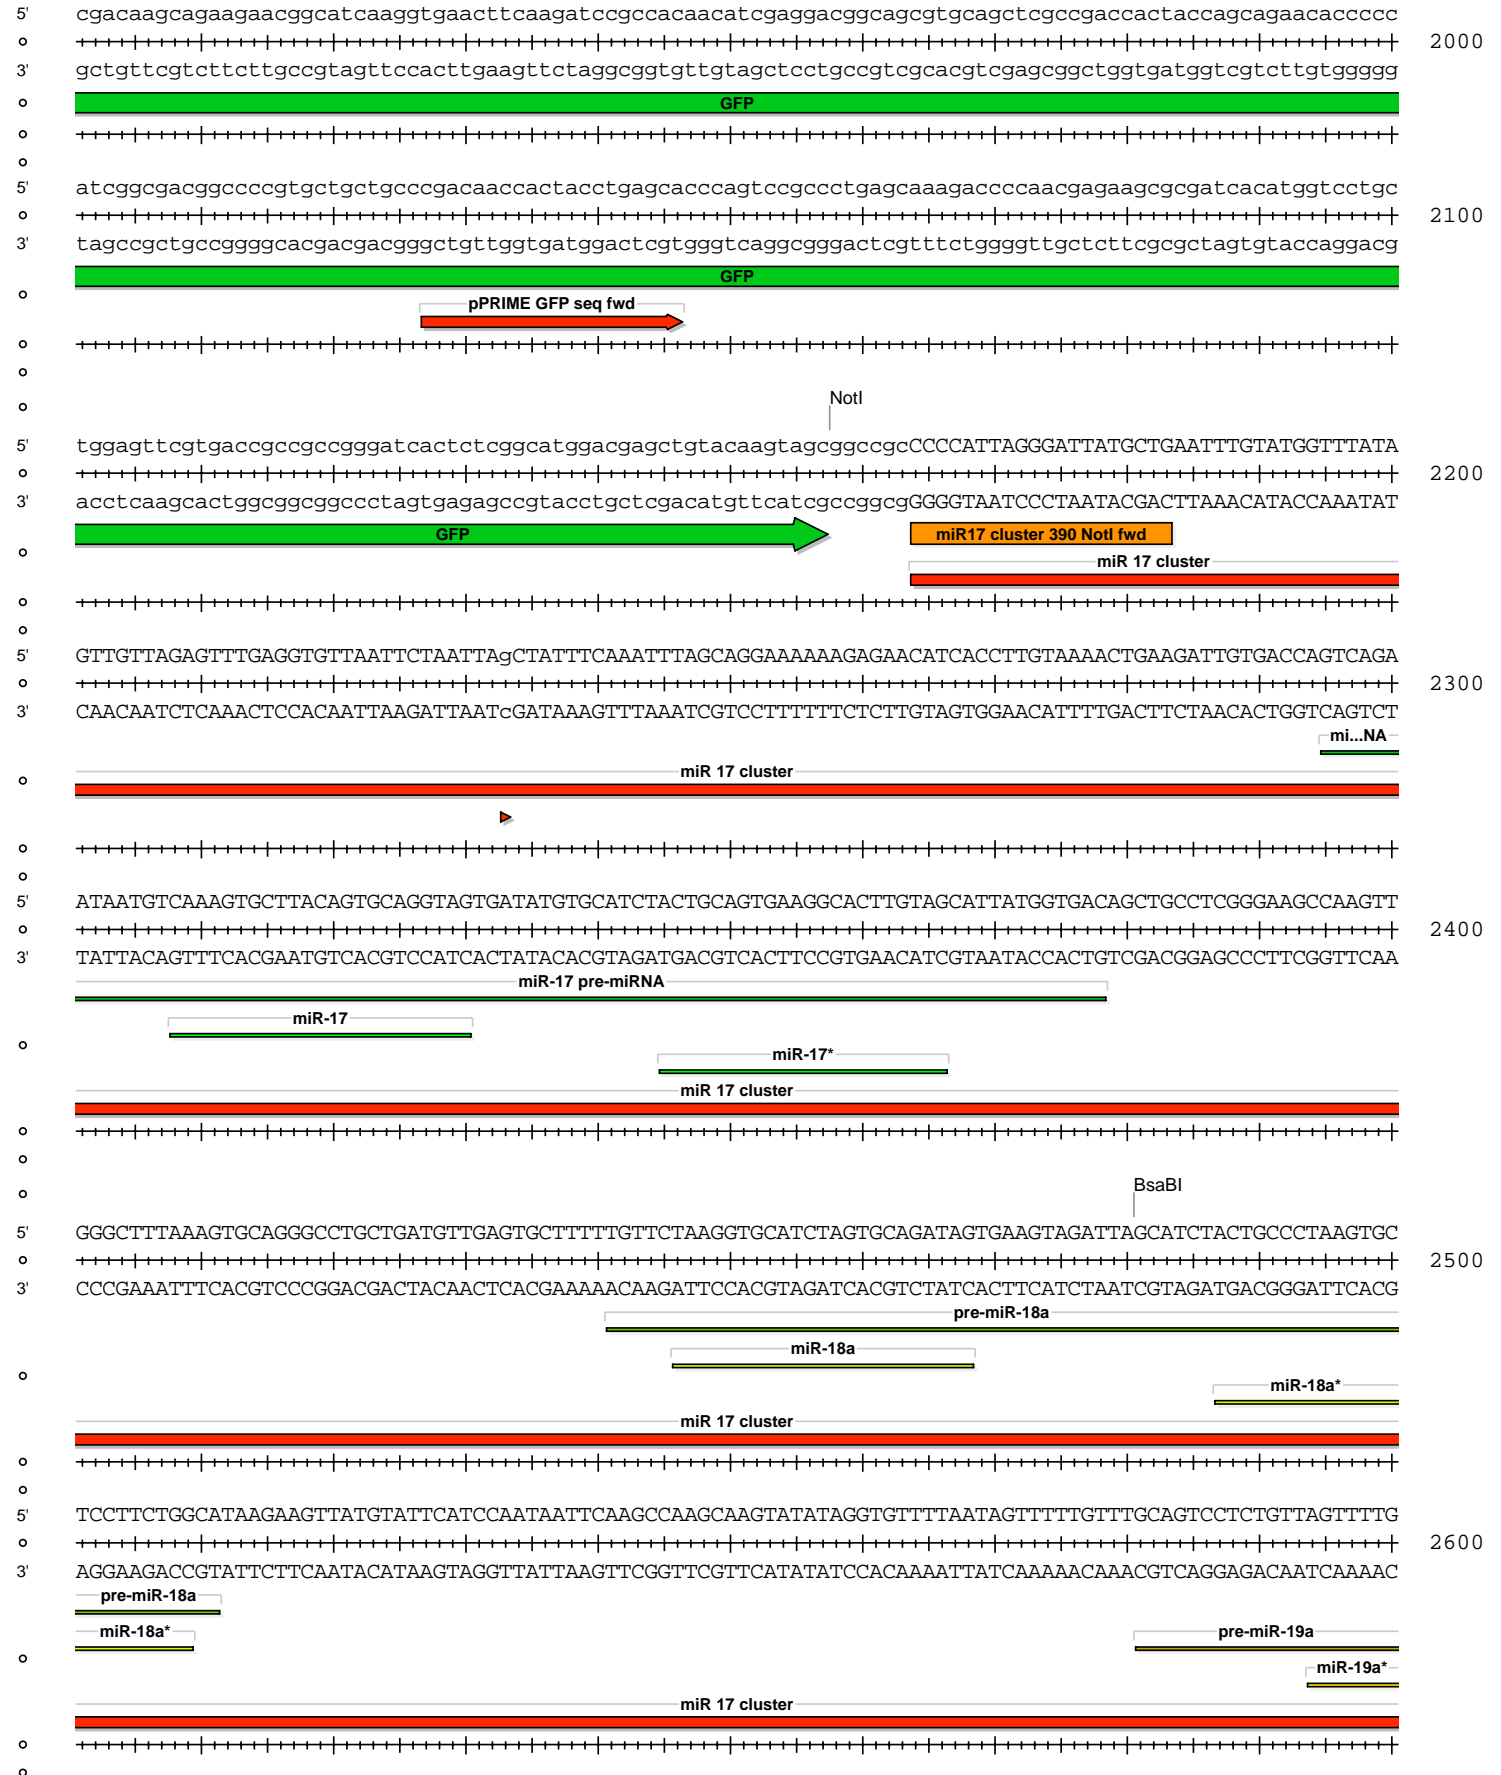 5' cgacaagcagaagaacggcatcaaggtgaacttcaagatccgccacaacatcgaggacggcagcgtgcagctcgccgaccactaccagcagaacaccccc
2000
3' gctgttcgtcttcttgccgtagttccacttgaagttctaggcggtgttgtagctcctgccgtcgcacgtcgagcggctggtgatggtcgtcttgtggggg
GFP
5' atcggcgacggccccgtgctgctgcccgacaaccactacctgagcacccagtccgccctgagcaaagaccccaacgagaagcgcgatcacatggtcctgc
2100
3' tagccgctgccggggcacgacgacgggctgttggtgatggactcgtgggtcaggcgggactcgtttctggggttgctcttcgcgctagtgtaccaggacg
GFP
pPRIME GFP seq fwd
NotI
5' tggagttcgtgaccgccgccgggatcactctcggcatggacgagctgtacaagtagcggccgcCCCCATTAGGGATTATGCTGAATTTGTATGGTTTATA
2200
3' acctcaagcactggcggcggccctagtgagagccgtacctgctcgacatgttcatcgccggcgGGGGTAATCCCTAATACGACTTAAACATACCAAATAT
GFP
miR17 cluster 390 NotI fwd
miR 17 cluster
5' GTTGTTAGAGTTTGAGGTGTTAATTCTAATTAgCTATTTCAAATTTAGCAGGAAAAAAGAGAACATCACCTTGTAAAACTGAAGATTGTGACCAGTCAGA
2300
3' CAACAATCTCAAACTCCACAATTAAGATTAATcGATAAAGTTTAAATCGTCCTTTTTTCTCTTGTAGTGGAACATTTTGACTTCTAACACTGGTCAGTCT
mi...NA
miR 17 cluster
5' ATAATGTCAAAGTGCTTACAGTGCAGGTAGTGATATGTGCATCTACTGCAGTGAAGGCACTTGTAGCATTATGGTGACAGCTGCCTCGGGAAGCCAAGTT
2400
3' TATTACAGTTTCACGAATGTCACGTCCATCACTATACACGTAGATGACGTCACTTCCGTGAACATCGTAATACCACTGTCGACGGAGCCCTTCGGTTCAA
miR-17 pre-miRNA
miR-17
miR-17*
miR 17 cluster
BsaBI
5' GGGCTTTAAAGTGCAGGGCCTGCTGATGTTGAGTGCTTTTTGTTCTAAGGTGCATCTAGTGCAGATAGTGAAGTAGATTAGCATCTACTGCCCTAAGTGC
2500
3' CCCGAAATTTCACGTCCCGGACGACTACAACTCACGAAAAACAAGATTCCACGTAGATCACGTCTATCACTTCATCTAATCGTAGATGACGGGATTCACG
pre-miR-18a
miR-18a
miR-18a*
miR 17 cluster
5' TCCTTCTGGCATAAGAAGTTATGTATTCATCCAATAATTCAAGCCAAGCAAGTATATAGGTGTTTTAATAGTTTTTGTTTGCAGTCCTCTGTTAGTTTTG
2600
3' AGGAAGACCGTATTCTTCAATACATAAGTAGGTTATTAAGTTCGGTTCGTTCATATATCCACAAAATTATCAAAAACAAACGTCAGGAGACAATCAAAAC
pre-miR-18a
miR-18a*
pre-miR-19a
miR-19a*
miR 17 cluster